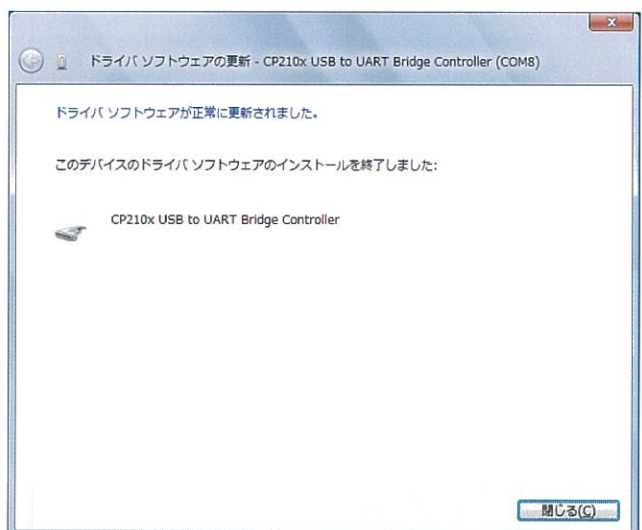 ドライバ ソフトウェアの更新 - CP210x USB to UART Bridge Controller (COM8)
ドライバ ソフトウェアが正常に更新されました。
このデバイスのドライバ ソフトウェアのインストールを終了しました:
CP210x USB to UART Bridge Controller
閉じる(C)